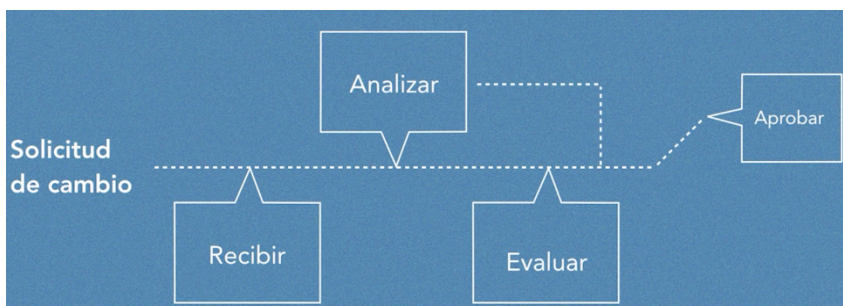 Solicitud
de cambio
Recibir
Analizar
Evaluar
Aprobar